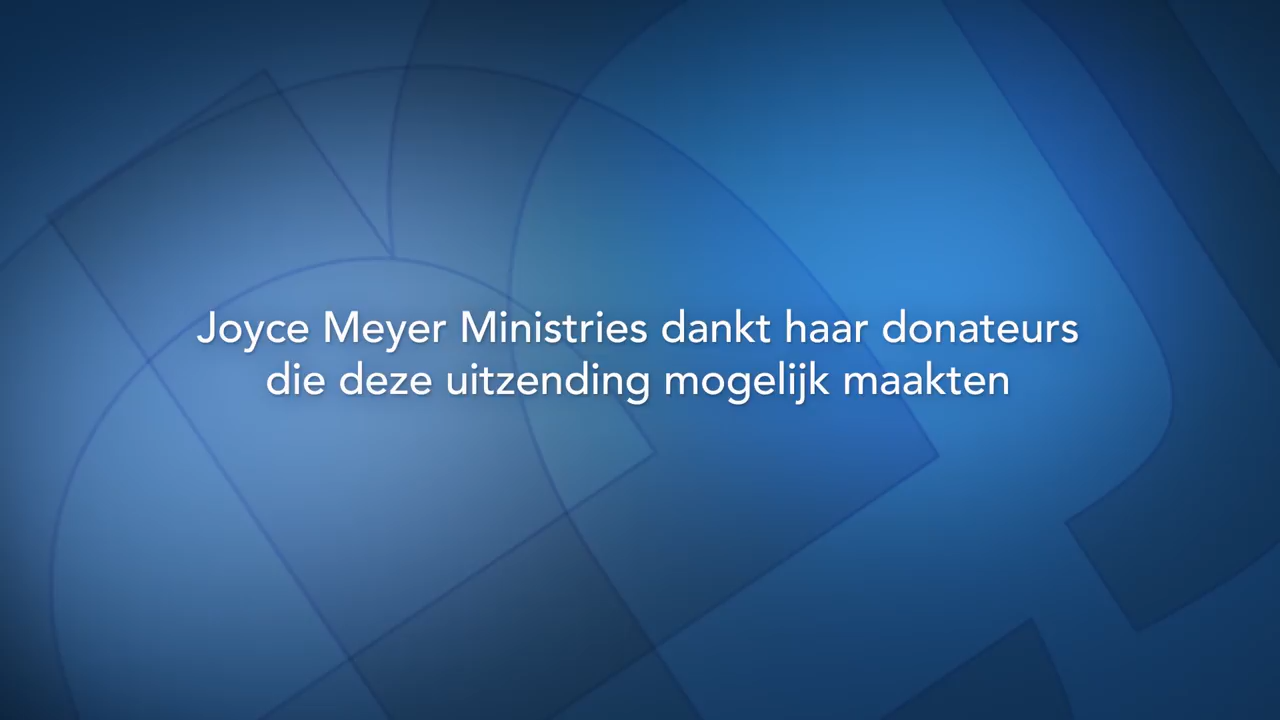 Joyce Meyer Ministries dankt haar donateurs
die deze uitzending mogelijk maakten